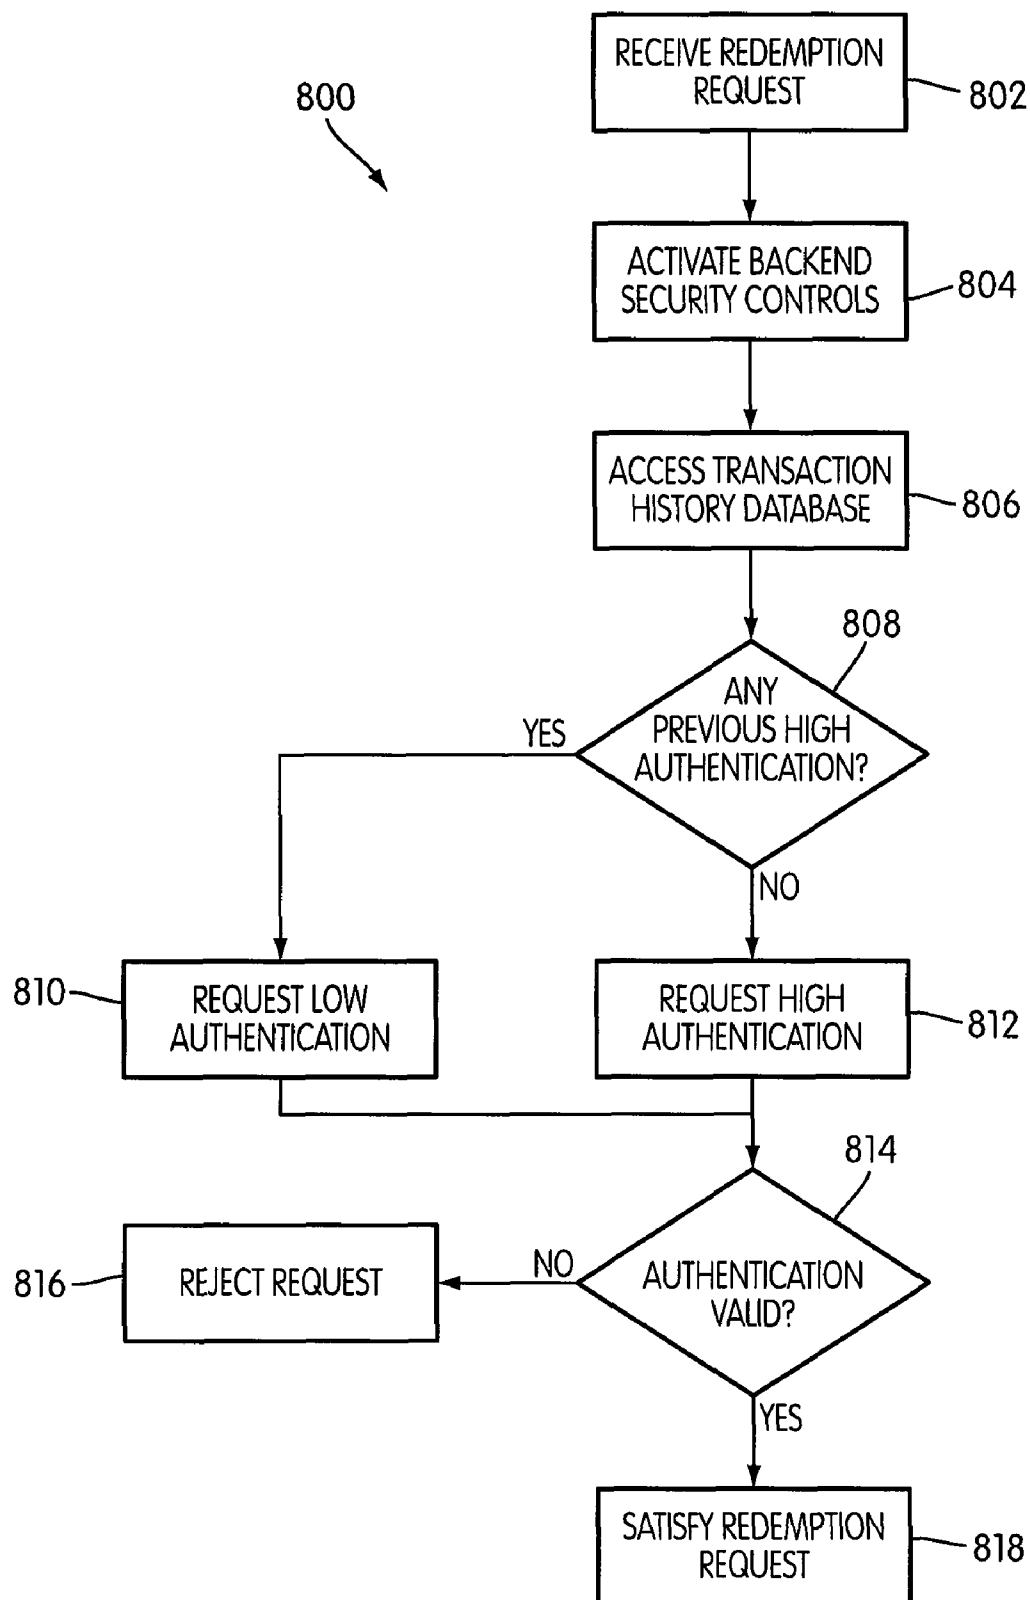 RECEIVE REDEMPTION
REQUEST
802
800
ACTIVATE BACKEND
SECURITY CONTROLS
804
ACCESS TRANSACTION
HISTORY DATABASE
806
808
ANY
PREVIOUS HIGH
AUTHENTICATION?
YES
NO
810
REQUEST LOW
AUTHENTICATION
REQUEST HIGH
AUTHENTICATION
812
814
AUTHENTICATION
VALID?
NO
816
REJECT REQUEST
YES
SATISFY REDEMPTION
REQUEST
818